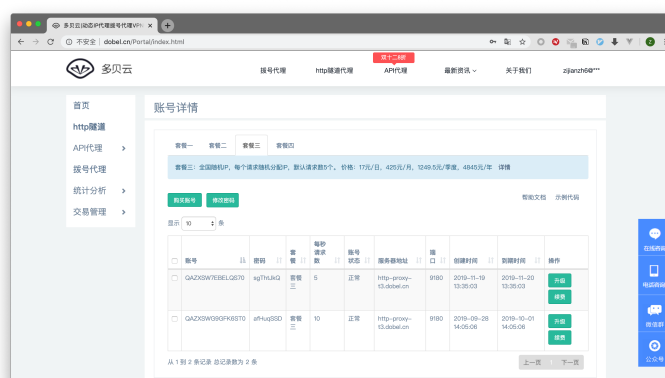 多贝云|动态IP代理拨号代理VPN
不安全 | dobel.cn/Portal/index.html
多贝云
拨号代理
http隧道代理
双十二8折
API代理
最新资讯
关于我们
zijianzh6@***
首页
http隧道
API代理
拨号代理
统计分析
交易管理
账号详情
套餐一 套餐二 套餐三 套餐四
套餐三：全国随机IP，每个请求随机分配IP，默认请求数5个。 价格：17元/日，425元/月，1249.5元/季度，4845元/年 详情
购买账号 修改密码
帮助文档 示例代码
显示 10 条
账号 密码 套餐 每秒请求数 账号状态 服务器地址 端口 创建时间 到期时间 操作
QAZXSW7EBELQS70 套餐三 5 正常 http-proxy-t3.dobel.cn 9180 2019-11-19 13:35:03 2019-11-20 13:35:03 升级
续费
QAZXSWG9GFK6ST0 afHuqSSD 套餐三 10 正常 http-proxy-t3.dobel.cn 9180 2019-09-28 14:05:06 2019-10-01 14:05:06 升级
续费
从 1 到 2 条记录 总记录数为 2 条
上一页 1 下一页
在线咨询
电话咨询
微信群
公众号